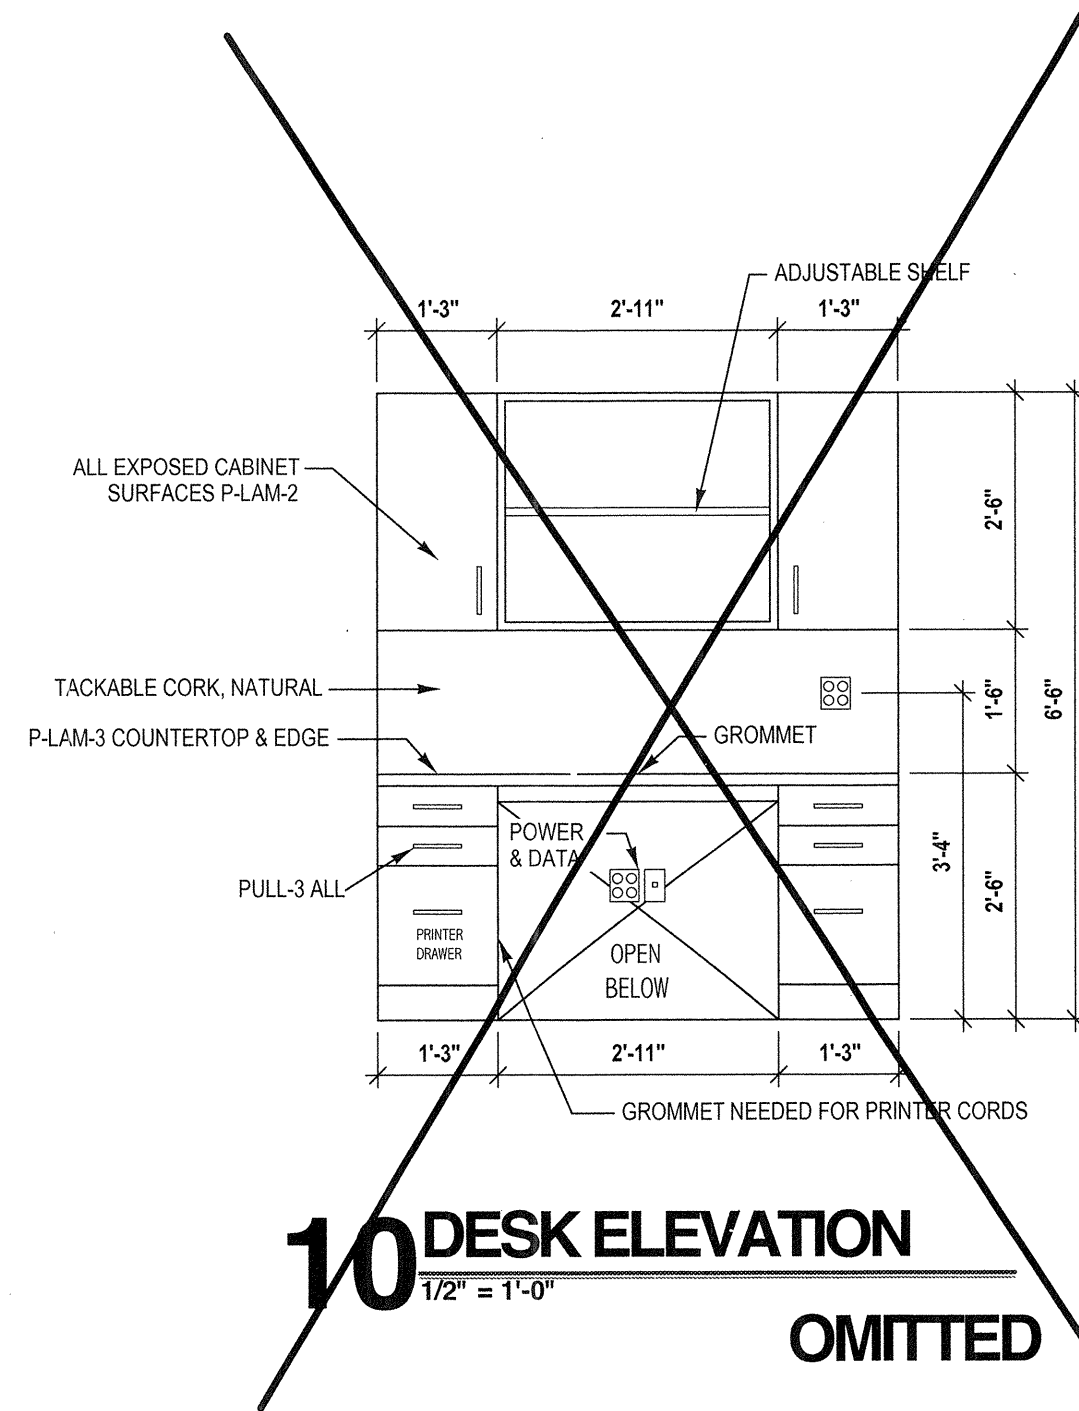 ADJUSTABLE SHELF
1'-3"
2'-11"
1'-3"
ALL EXPOSED CABINET
SURFACES P-LAM-2
2'-6"
TACKABLE CORK, NATURAL
1'-6"
6'-6"
P-LAM-3 COUNTERTOP & EDGE
GROMMET
POWER
& DATA
3'-4"
2'-6"
PULL-3 ALL
PRINTER
DRAWER
OPEN
BELOW
1'-3"
2'-11"
1'-3"
GROMMET NEEDED FOR PRINTER CORDS
10 DESK ELEVATION
1/2" = 1'-0"
OMITTED